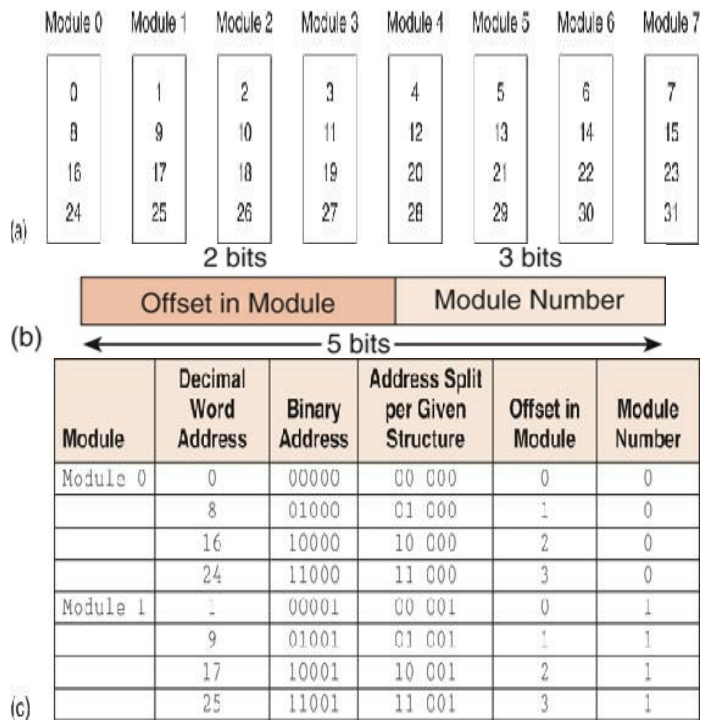 Module 0 Module 1 Module 2 Module 3 Module 4 Module 5 Module 6 Module 7
0 1 2 3 4 5 6 7
8 9 10 11 12 13 14 15
16 17 18 19 20 21 22 23
24 25 26 27 28 29 30 31
(a)
2 bits 3 bits
Offset in Module Module Number
(b)
5 bits
Module Decimal Word Address Binary Address Address Split per Given Structure Offset in Module Module Number
Module 0 0 00000 00 000 0 0
8 01000 01 000 1 0
16 10000 10 000 2 0
24 11000 11 000 3 0
Module 1 1 00001 00 001 0 1
9 01001 01 001 1 1
17 10001 10 001 2 1
25 11001 11 001 3 1
(c)